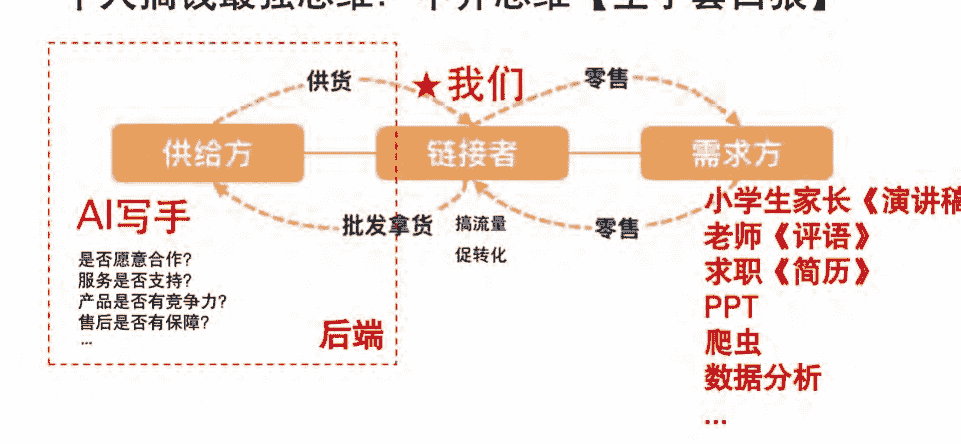 供货
★我们
零售
供给方
链接者
需求方
AI写手
批发拿货
搞流量
促转化
零售
小学生家长《演讲稿
老师《评语》
求职《简历》
PPT
爬虫
数据分析
...
是否愿意合作?
服务是否支持?
产品是否有竞争力?
售后是否有保障?
...
后端